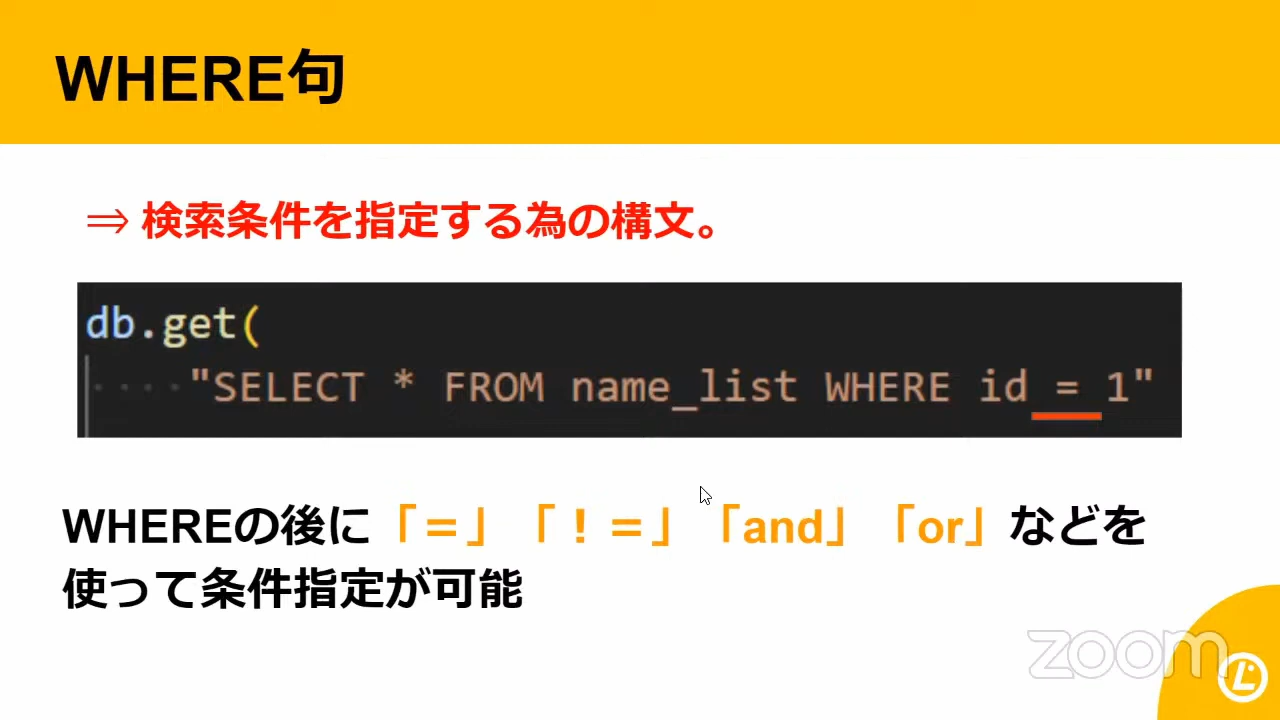 WHERE句
⇒ 検索条件を指定する為の構文。
db.get(
"SELECT * FROM name_list WHERE id = 1"
WHEREの後に「＝」「！＝」「and」「or」などを
使って条件指定が可能
zoom
L